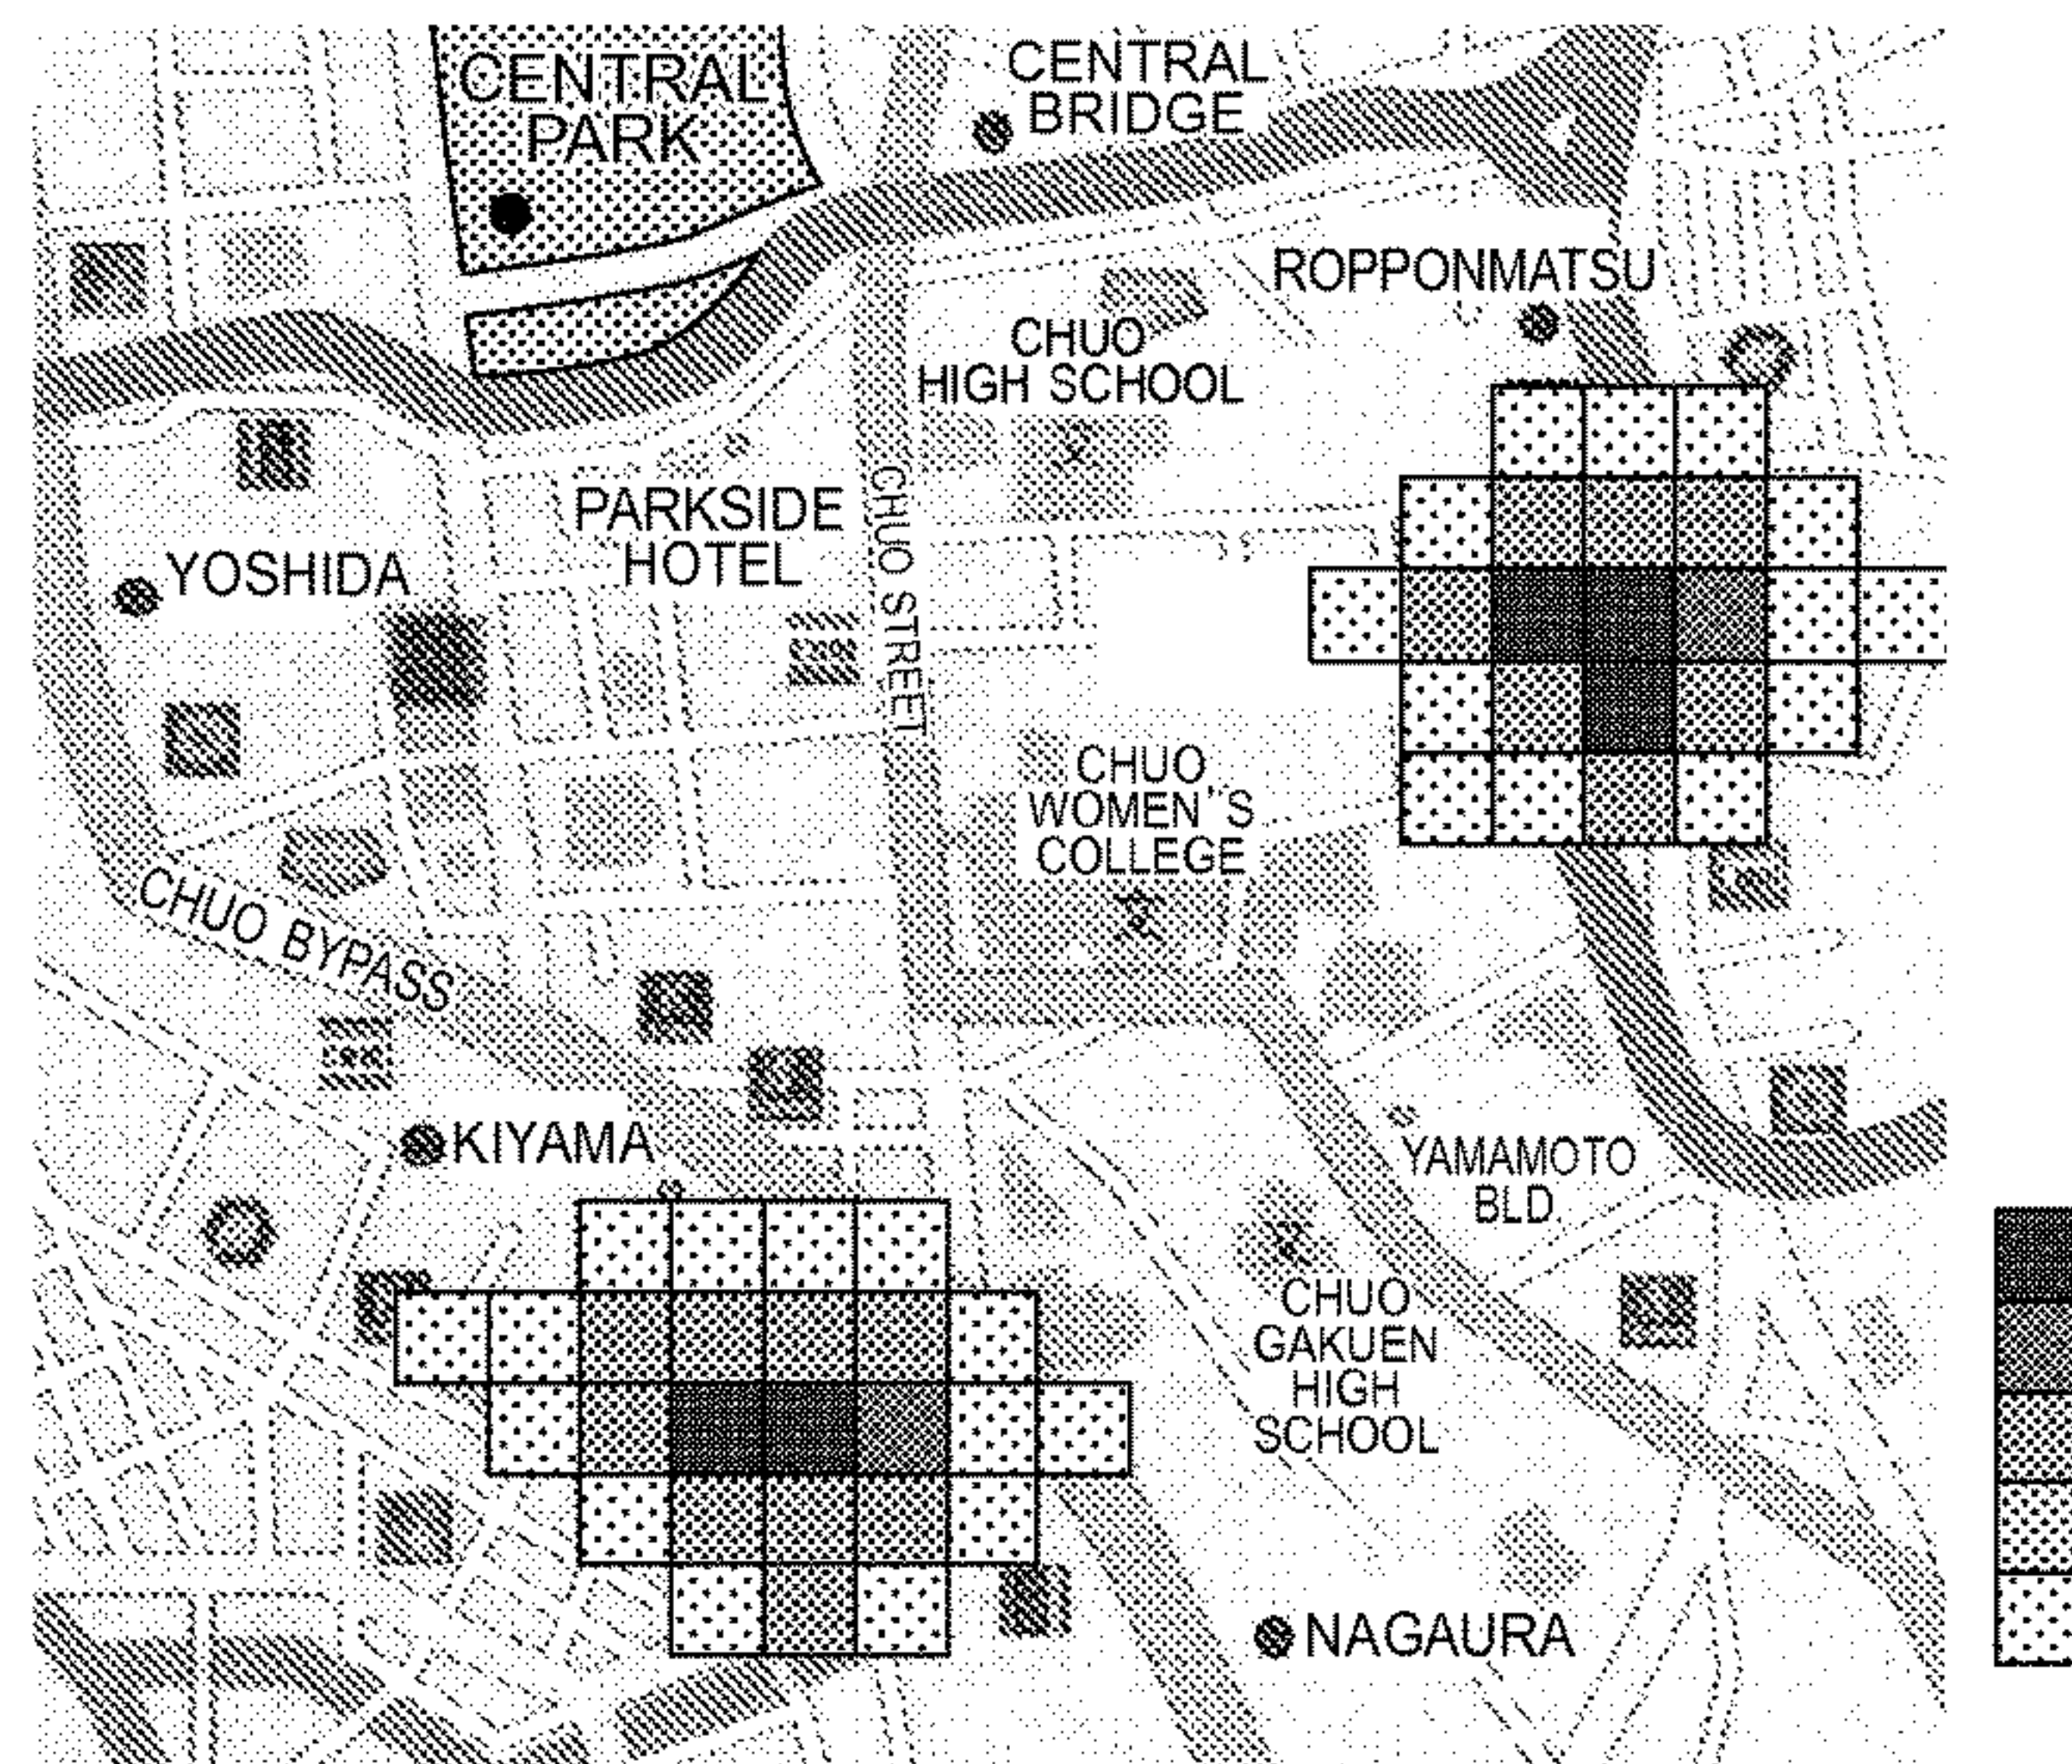 CENTRAL
PARK
CENTRAL
BRIDGE
ROPPONMATSU
CHUO
HIGH SCHOOL
PARKSIDE
HOTEL
CHUO STREET
YOSHIDA
CHUO
WOMEN'S
COLLEGE
CHUO BYPASS
KIYAMA
YAMAMOTO
BLD.
CHUO
GAKUEN
HIGH
SCHOOL
NAGAURA